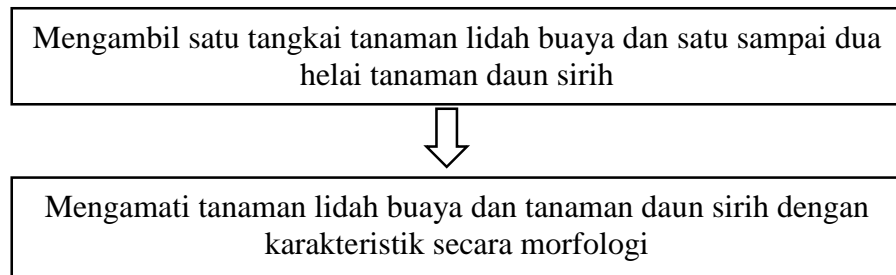 Mengambil satu tangkai tanaman lidah buaya dan satu sampai dua
helai tanaman daun sirih
Mengamati tanaman lidah buaya dan tanaman daun sirih dengan
karakteristik secara morfologi